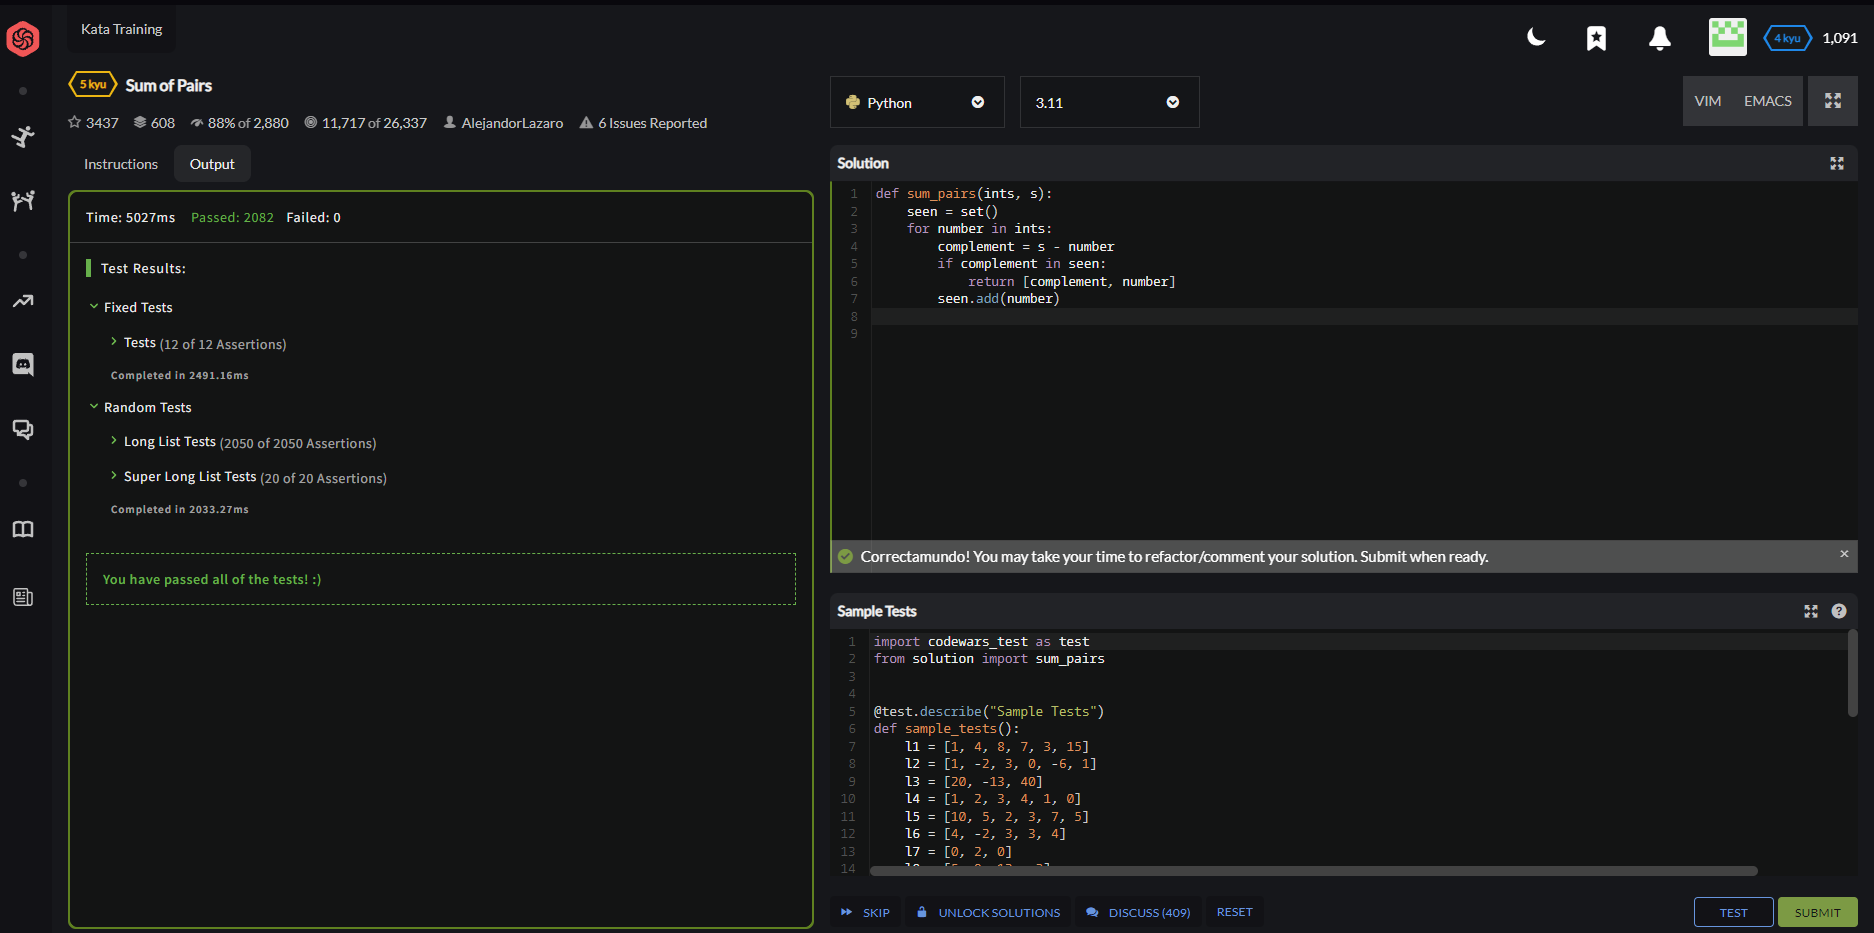 Kata Training
4 kyu 1,091
5 kyu Sum of Pairs
3437 608 88% of 2,880 11,717 of 26,337 AlejandorLazaro 6 Issues Reported
Instructions Output
Time: 5027ms Passed: 2082 Failed: 0
Test Results:
Fixed Tests
Tests (12 of 12 Assertions)
Completed in 2491.16ms
Random Tests
Long List Tests (2050 of 2050 Assertions)
Super Long List Tests (20 of 20 Assertions)
Completed in 2033.27ms
You have passed all of the tests! :)
Python 3.11 VIM EMACS
Solution
1 def sum_pairs(ints, s):
2     seen = set()
3     for number in ints:
4         complement = s - number
5         if complement in seen:
6             return [complement, number]
7         seen.add(number)
8
9
Correctamundo! You may take your time to refactor/comment your solution. Submit when ready. ×
Sample Tests ?
1 import codewars_test as test
2 from solution import sum_pairs
3
4
5 @test.describe("Sample Tests")
6 def sample_tests():
7     l1 = [1, 4, 8, 7, 3, 15]
8     l2 = [1, -2, 3, 0, -6, 1]
9     l3 = [20, -13, 40]
10     l4 = [1, 2, 3, 4, 1, 0]
11     l5 = [10, 5, 2, 3, 7, 5]
12     l6 = [4, -2, 3, 3, 4]
13     l7 = [0, 2, 0]
14
SKIP UNLOCK SOLUTIONS DISCUSS (409) RESET TEST SUBMIT